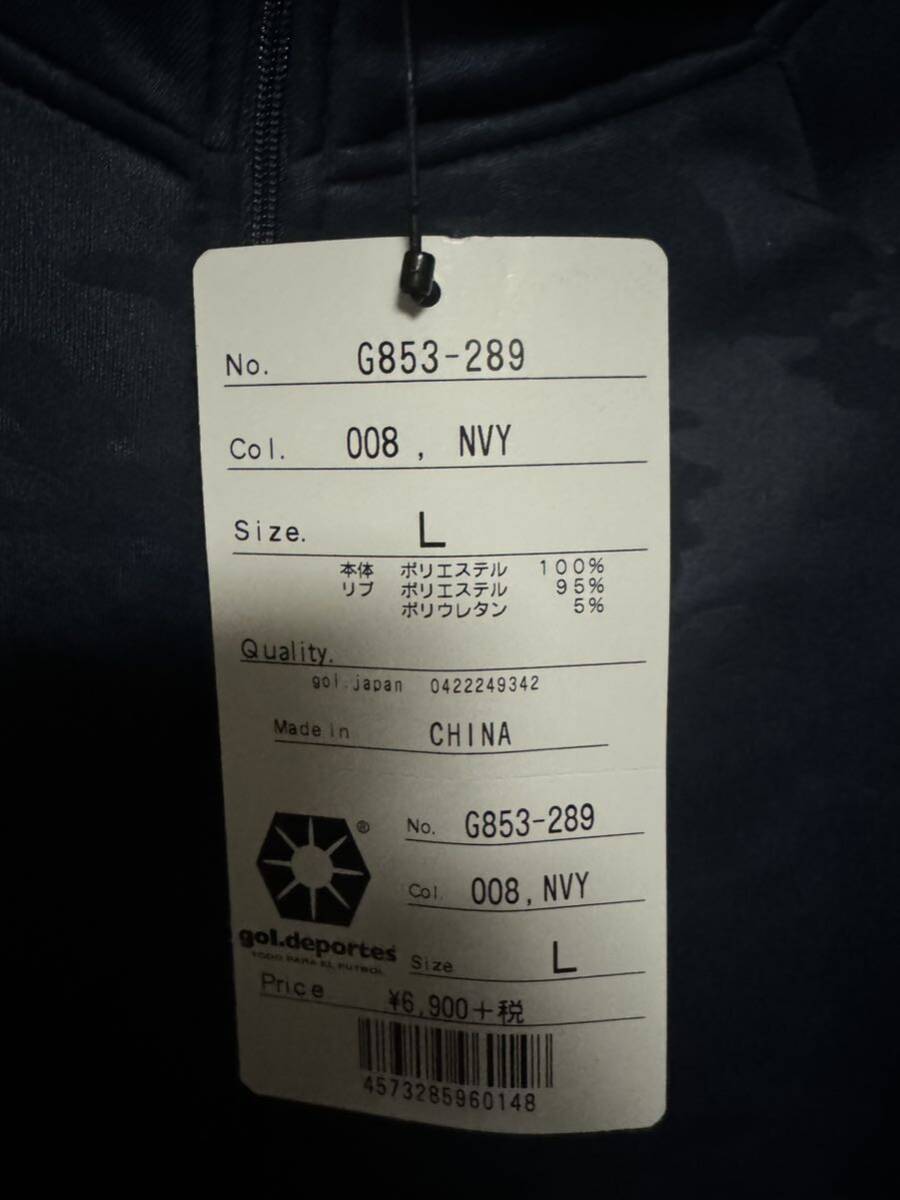 No. G853-289
Col. 008 , NVY
Size. L
本体 ポリエステル 100%
リブ ポリエステル 95%
ポリウレタン 5%
Quality.
gol.japan 0422249342
Made in CHINA
®
No. G853-289
Col. 008, NVY
gol.deportes
TODO PARA EL FUTBOL
Size L
Price ¥6,900+税
4573285960148